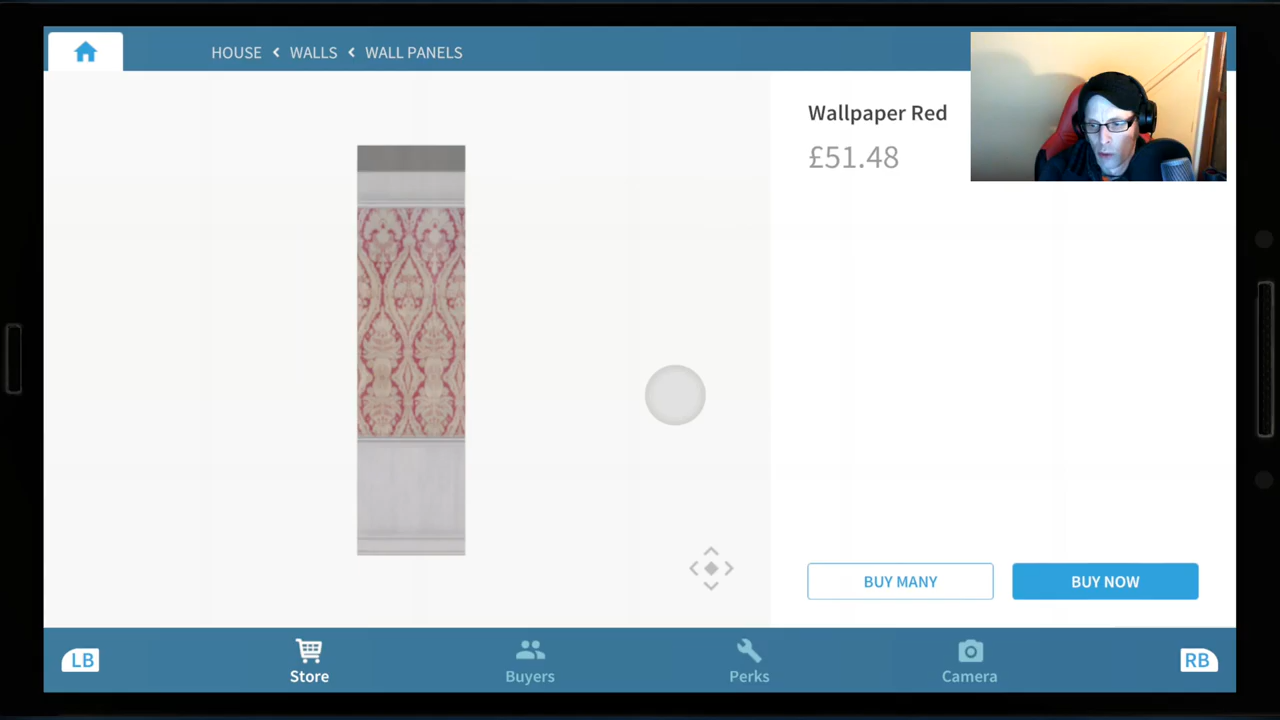 HOUSE < WALLS < WALL PANELS
Wallpaper Red
£51.48
BUY MANY
BUY NOW
LB
Store
Buyers
Perks
Camera
RB